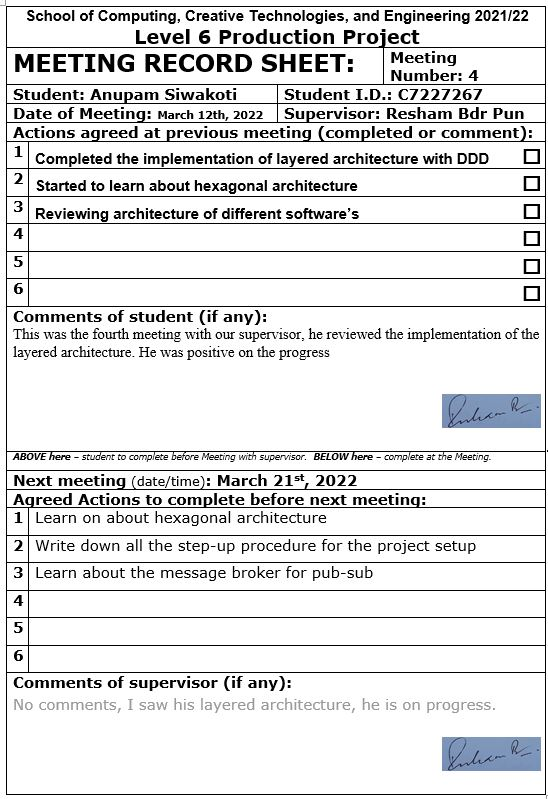 School of Computing, Creative Technologies, and Engineering 2021/22
Level 6 Production Project
MEETING RECORD SHEET:
Meeting
Number: 4
Student: Anupam Siwakoti
Student I.D.: C7227267
Date of Meeting: March 12th, 2022
Supervisor: Resham Bdr Pun
Actions agreed at previous meeting (completed or comment):
1 Completed the implementation of layered architecture with DDD
2 Started to learn about hexagonal architecture
3 Reviewing architecture of different software's
4
5
6
Comments of student (if any):
This was the fourth meeting with our supervisor, he reviewed the implementation of the
layered architecture. He was positive on the progress
ABOVE here – student to complete before Meeting with supervisor. BELOW here – complete at the Meeting.
Next meeting (date/time): March 21st, 2022
Agreed Actions to complete before next meeting:
1 Learn on about hexagonal architecture
2 Write down all the step-up procedure for the project setup
3 Learn about the message broker for pub-sub
4
5
6
Comments of supervisor (if any):
No comments, I saw his layered architecture, he is on progress.